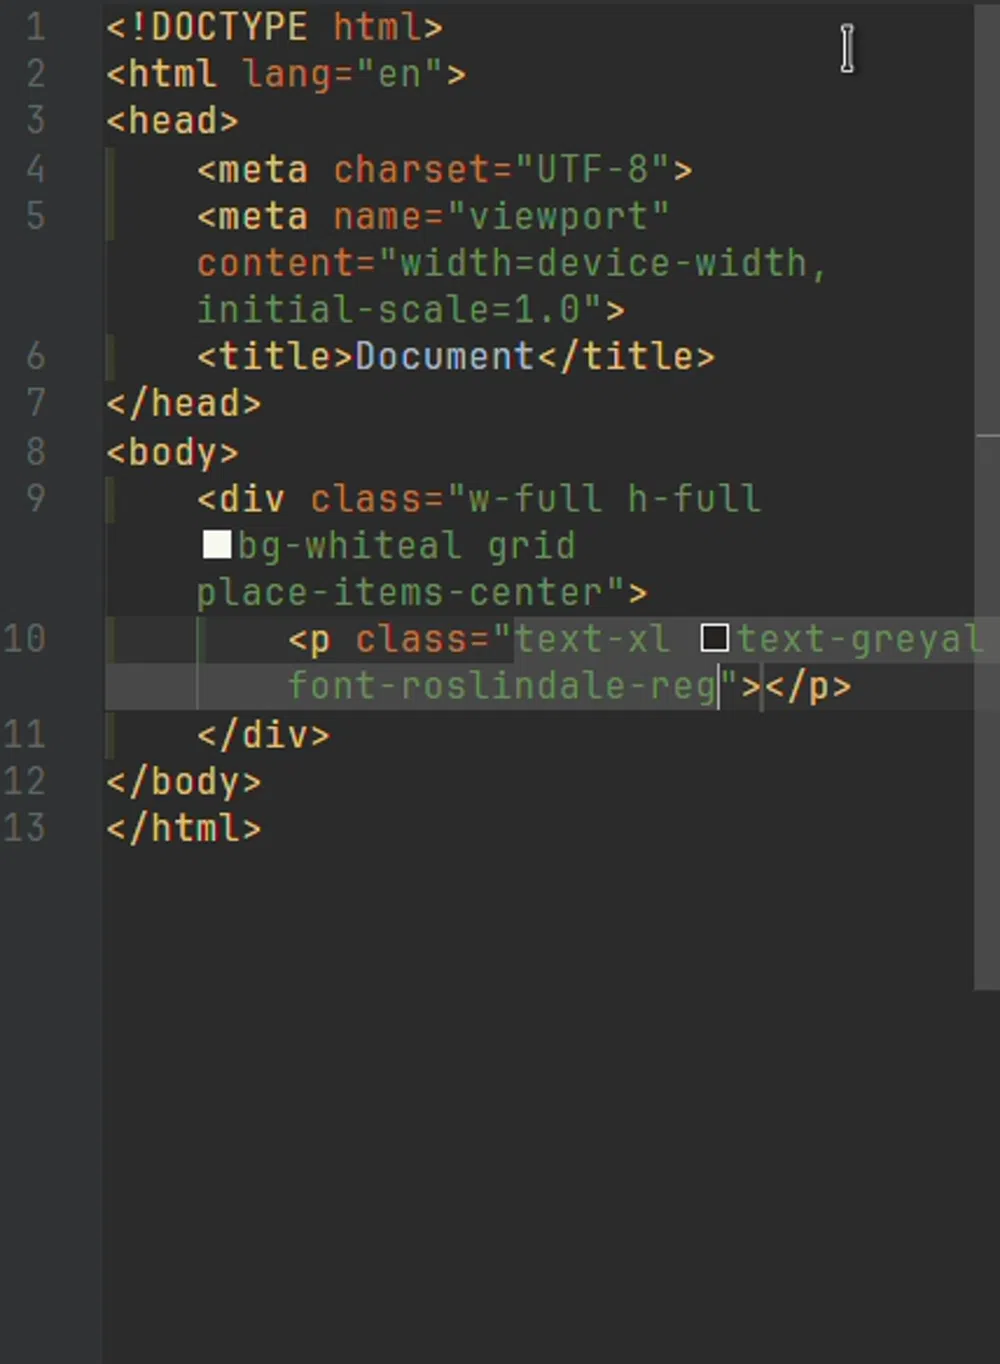 1 <!DOCTYPE html>
2 <html lang="en">
3 <head>
4 <meta charset="UTF-8">
5 <meta name="viewport"
content="width=device-width,
initial-scale=1.0">
6 <title>Document</title>
7 </head>
8 <body>
9 <div class="w-full h-full
bg-whiteal grid
place-items-center">
10 <p class="text-xl text-greyal
font-roslindale-reg"></p>
11 </div>
12 </body>
13 </html>